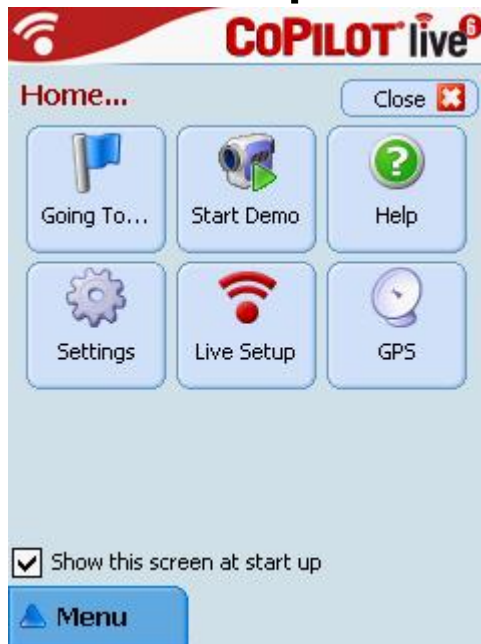 CoPilot live 6
Home...
Close
Going To...
Start Demo
Help
Settings
Live Setup
GPS
Show this screen at start up
Menu